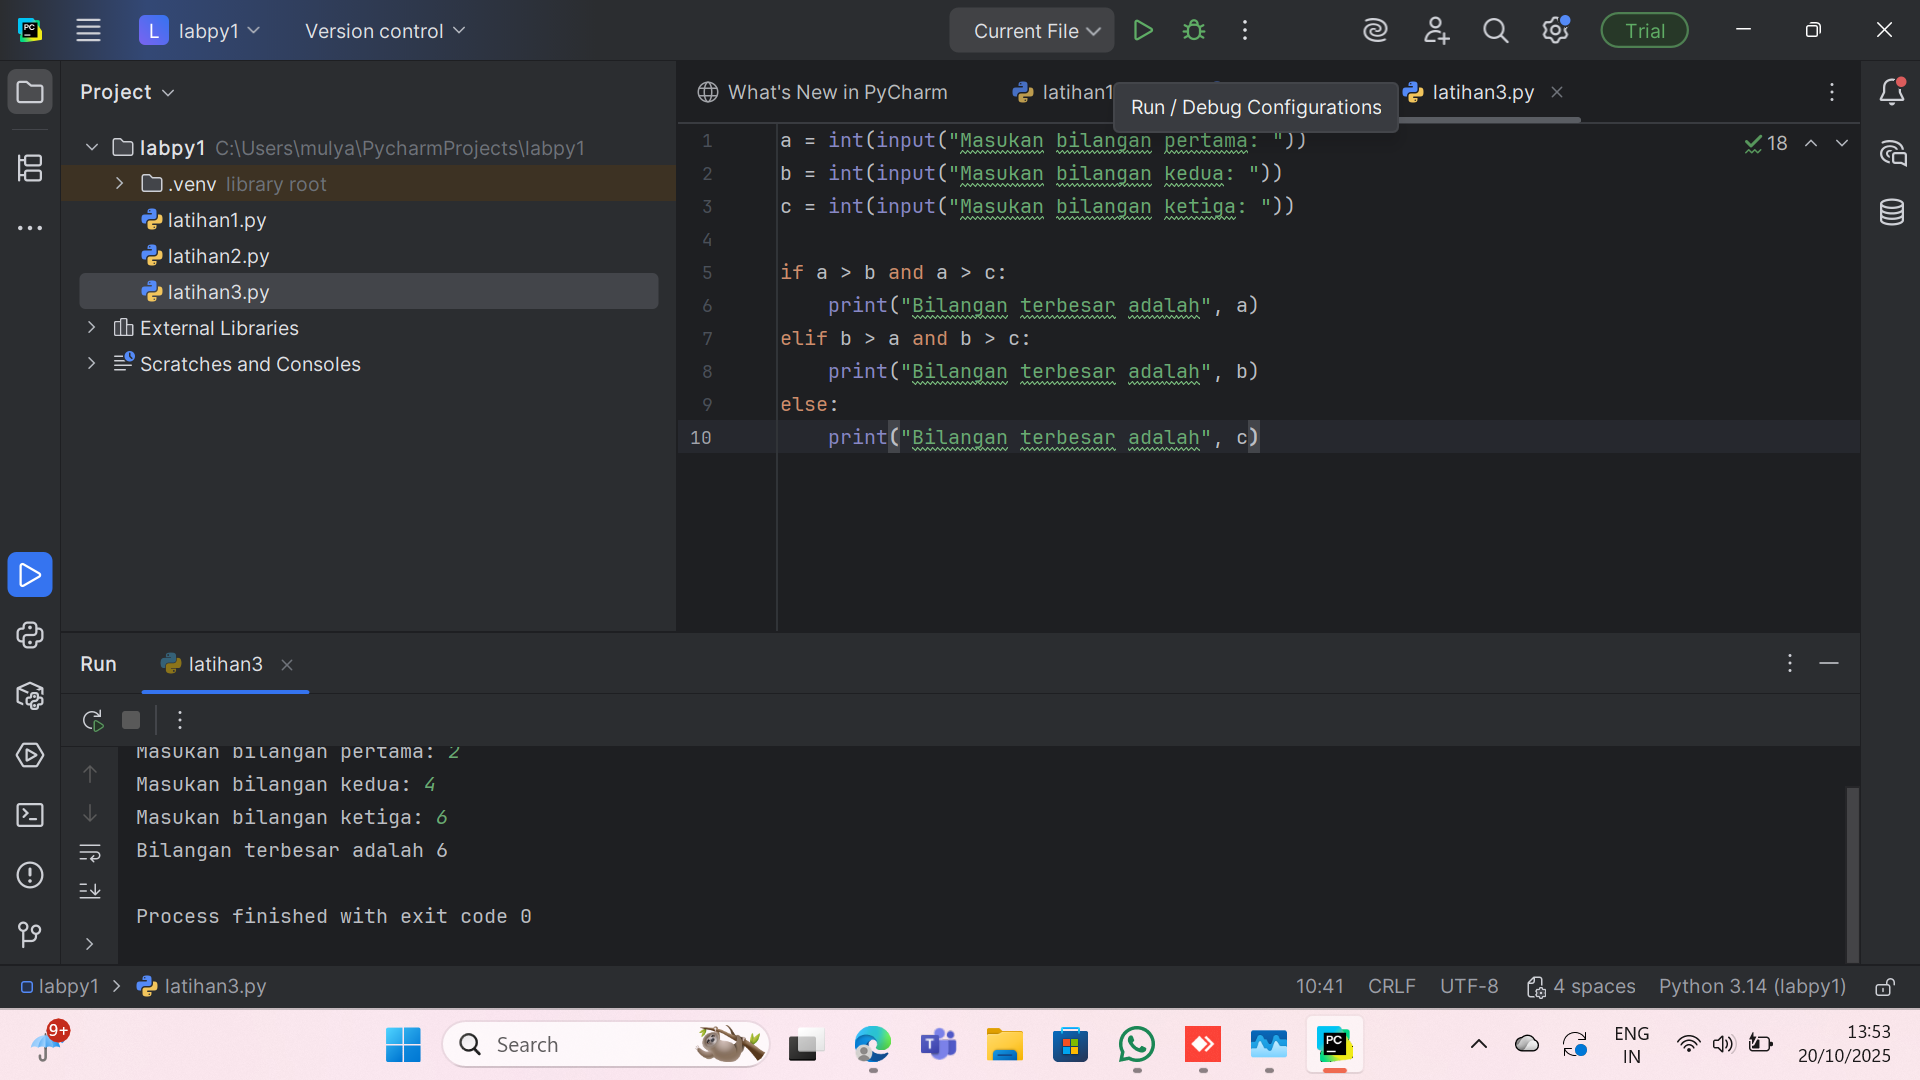 PC
L labpy1
Version control
Current File
Trial
Project
What's New in PyCharm
latihan1
Run / Debug Configurations
latihan3.py
labpy1 C:\Users\mulya\PycharmProjects\labpy1
.venv library root
latihan1.py
latihan2.py
latihan3.py
External Libraries
Scratches and Consoles
18
1 a = int(input("Masukan bilangan pertama: "))
2 b = int(input("Masukan bilangan kedua: "))
3 c = int(input("Masukan bilangan ketiga: "))
4
5 if a > b and a > c:
6     print("Bilangan terbesar adalah", a)
7 elif b > a and b > c:
8     print("Bilangan terbesar adalah", b)
9 else:
10     print("Bilangan terbesar adalah", c)
Run latihan3
Masukan bilangan pertama: 2
Masukan bilangan kedua: 4
Masukan bilangan ketiga: 6
Bilangan terbesar adalah 6
Process finished with exit code 0
labpy1 > latihan3.py
10:41 CRLF UTF-8 4 spaces Python 3.14 (labpy1)
9+
Search
T
PC
ENG
IN
13:53
20/10/2025